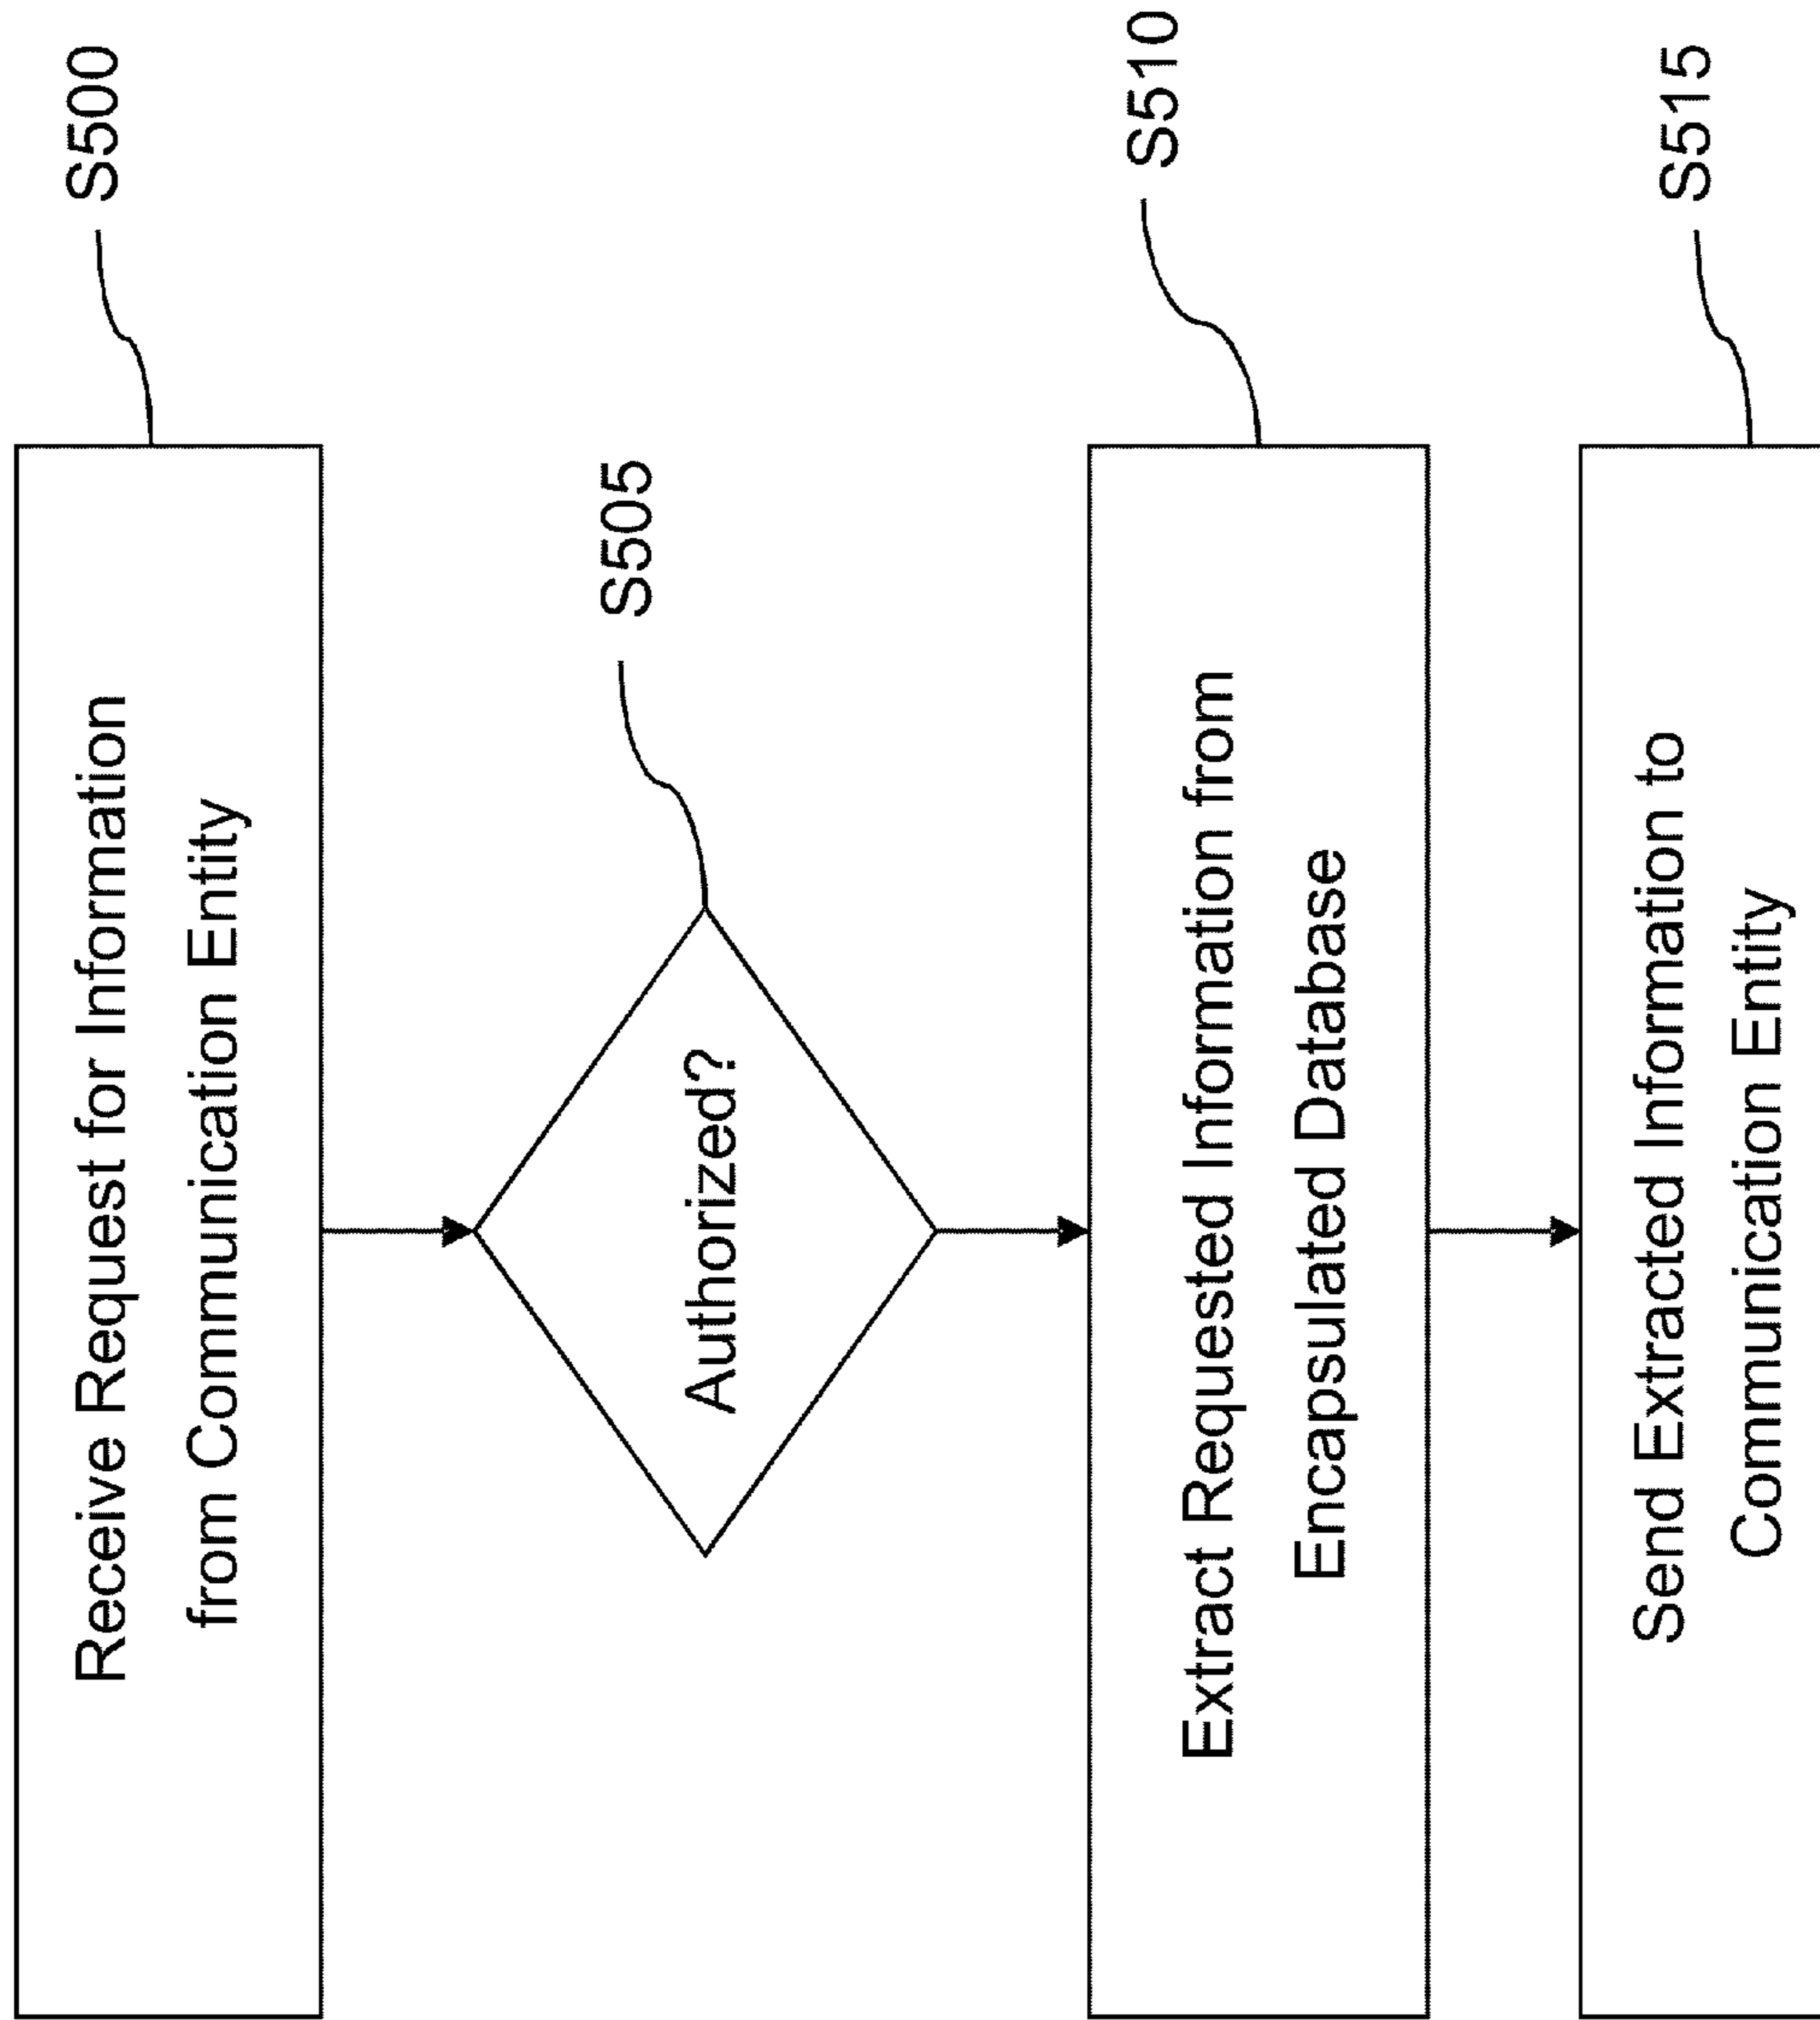 Receive Request for Information
from Communication Entity
S500
Authorized?
S505
Extract Requested Information from
Encapsulated Database
S510
Send Extracted Information to
Communication Entity
S515